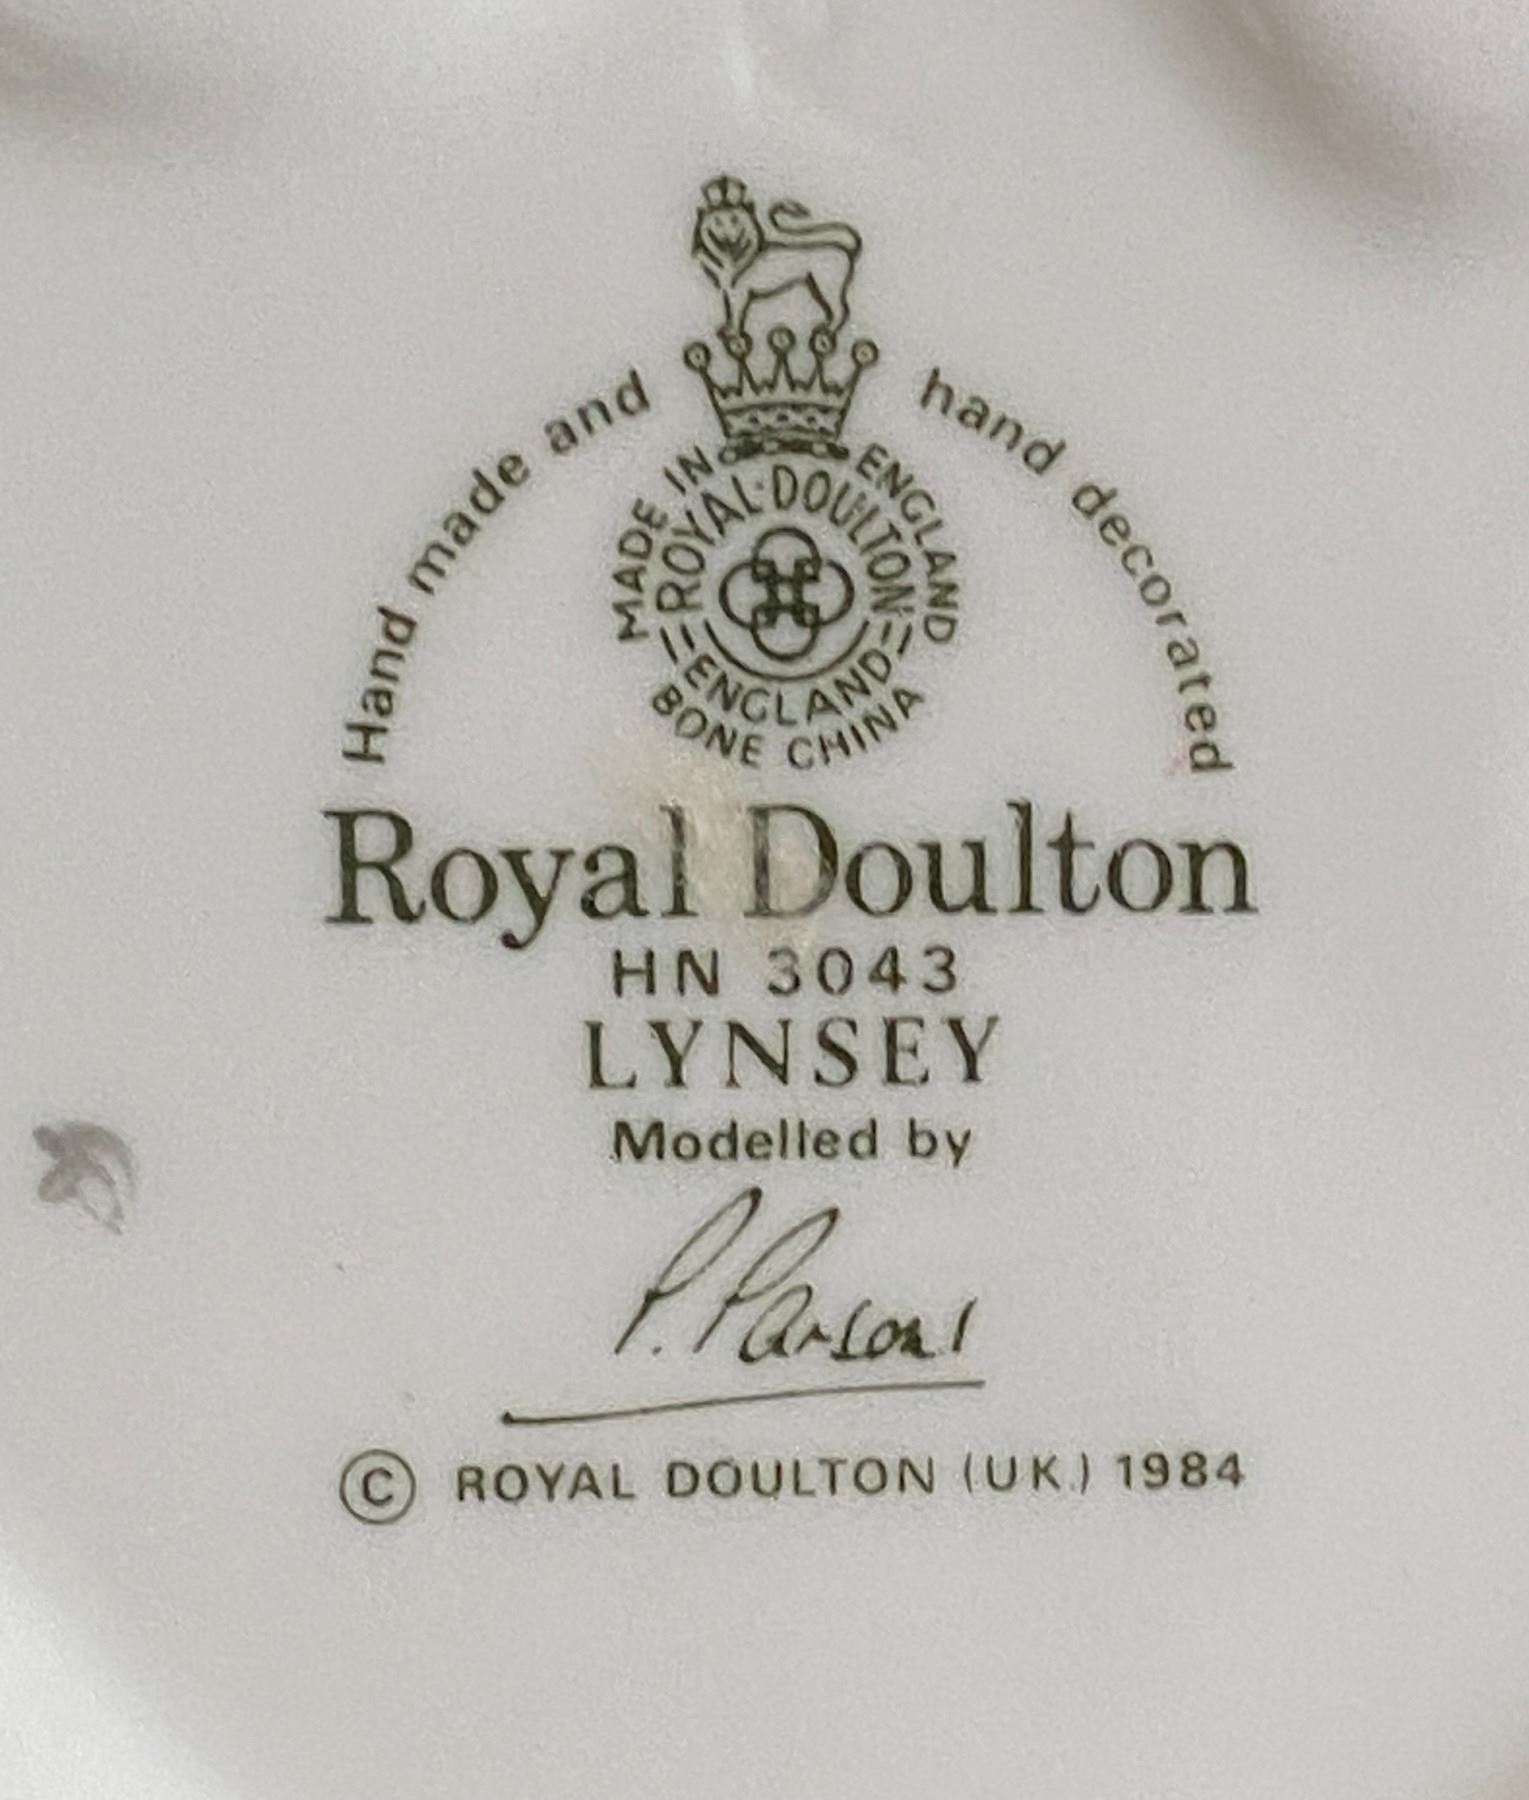 Hand made and hand decorated
MADE IN ENGLAND
ROYAL·DOULTON
ENGLAND
BONE CHINA
Royal Doulton
HN 3043
LYNSEY
Modelled by
P. Parsons
© ROYAL DOULTON (UK.) 1984